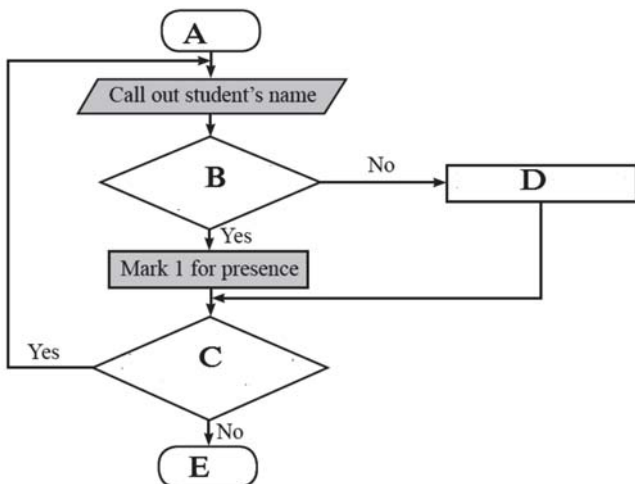 A
Call out student’s name
B
No
D
Yes
Mark 1 for presence
Yes
C
No
E